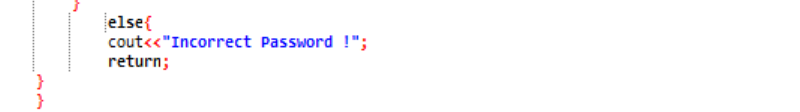 }
else{
cout<<"Incorrect Password !";
return;
}
}